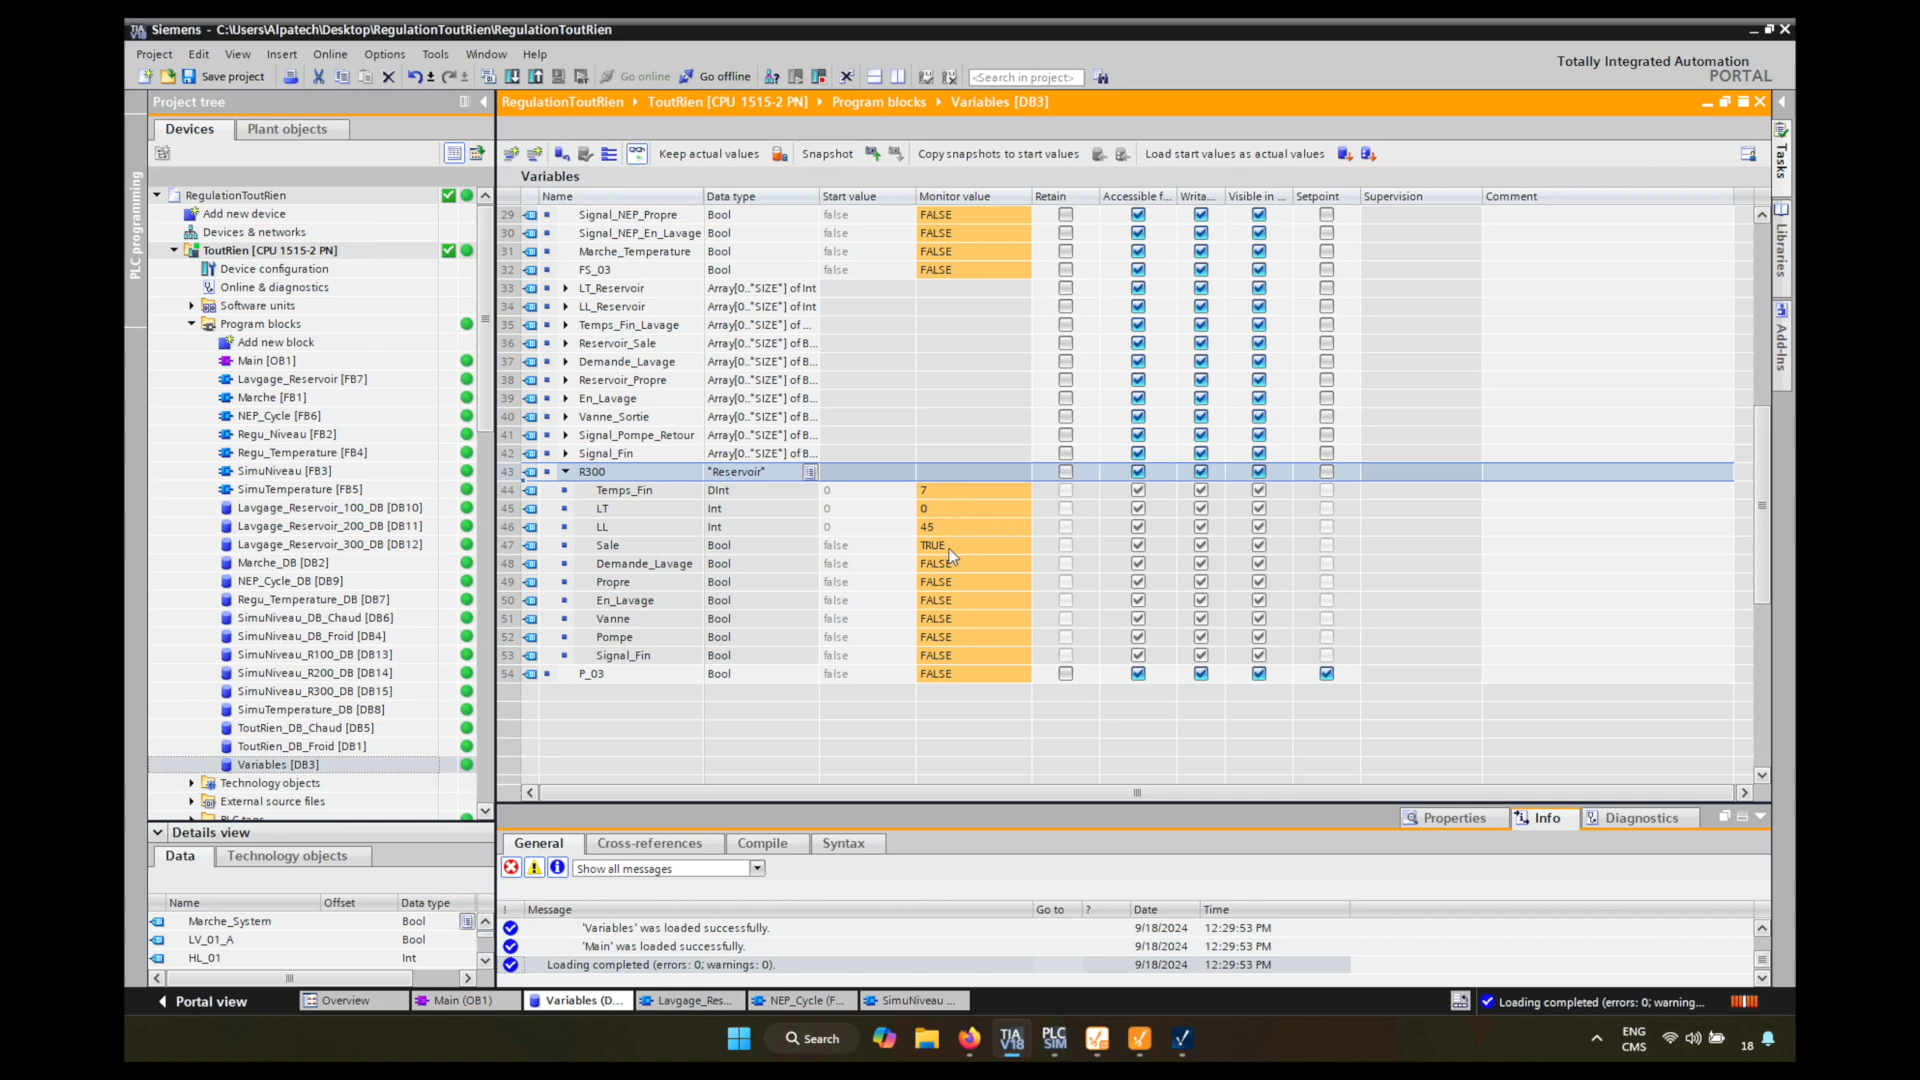 Siemens - C:\Users\Alpatech\Desktop\RegulationToutRien\RegulationToutRien
Project Edit View Insert Online Options Tools Window Help
Totally Integrated Automation
PORTAL
Save project Go online Go offline <Search in project>
Project tree
RegulationToutRien ToutRien [CPU 1515-2 PN] Program blocks Variables [DB3]
Devices Plant objects
Keep actual values Snapshot Copy snapshots to start values Load start values as actual values
Variables
Name Data type Start value Monitor value Retain Accessible f... Writa... Visible in ... Setpoint Supervision Comment
29 Signal_NEP_Propre Bool false FALSE
30 Signal_NEP_En_Lavage Bool false FALSE
31 Marche_Temperature Bool false FALSE
32 FS_03 Bool false FALSE
33 LT_Reservoir Array[0.."SIZE"] of Int
34 LL_Reservoir Array[0.."SIZE"] of Int
35 Temps_Fin_Lavage Array[0.."SIZE"] of ...
36 Reservoir_Sale Array[0.."SIZE"] of B...
37 Demande_Lavage Array[0.."SIZE"] of B...
38 Reservoir_Propre Array[0.."SIZE"] of B...
39 En_Lavage Array[0.."SIZE"] of B...
40 Vanne_Sortie Array[0.."SIZE"] of B...
41 Signal_Pompe_Retour Array[0.."SIZE"] of B...
42 Signal_Fin Array[0.."SIZE"] of B...
43 R300 "Reservoir"
44 Temps_Fin DInt 0 7
45 LT Int 0 0
46 LL Int 0 45
47 Sale Bool false TRUE
48 Demande_Lavage Bool false FALSE
49 Propre Bool false FALSE
50 En_Lavage Bool false FALSE
51 Vanne Bool false FALSE
52 Pompe Bool false FALSE
53 Signal_Fin Bool false FALSE
54 P_03 Bool false FALSE
RegulationToutRien
Add new device
Devices & networks
ToutRien [CPU 1515-2 PN]
Device configuration
Online & diagnostics
Software units
Program blocks
Add new block
Main [OB1]
Lavgage_Reservoir [FB7]
Marche [FB1]
NEP_Cycle [FB6]
Regu_Niveau [FB2]
Regu_Temperature [FB4]
SimuNiveau [FB3]
SimuTemperature [FB5]
Lavgage_Reservoir_100_DB [DB10]
Lavgage_Reservoir_200_DB [DB11]
Lavgage_Reservoir_300_DB [DB12]
Marche_DB [DB2]
NEP_Cycle_DB [DB9]
Regu_Temperature_DB [DB7]
SimuNiveau_DB_Chaud [DB6]
SimuNiveau_DB_Froid [DB4]
SimuNiveau_R100_DB [DB13]
SimuNiveau_R200_DB [DB14]
SimuNiveau_R300_DB [DB15]
SimuTemperature_DB [DB8]
ToutRien_DB_Chaud [DB5]
ToutRien_DB_Froid [DB1]
Variables [DB3]
Technology objects
External source files
PLC programming
Tasks
Libraries
Add-Ins
Details view
Data Technology objects
Name Offset Data type
Marche_System Bool
LV_01_A Bool
HL_01 Int
Properties Info Diagnostics
General Cross-references Compile Syntax
Show all messages
! Message Go to ? Date Time
'Variables' was loaded successfully. 9/18/2024 12:29:53 PM
'Main' was loaded successfully. 9/18/2024 12:29:53 PM
Loading completed (errors: 0; warnings: 0). 9/18/2024 12:29:53 PM
Portal view Overview Main (OB1) Variables (D... Lavgage_Res... NEP_Cycle (F... SimuNiveau ... Loading completed (errors: 0; warning...
Search
TIA V18
PLC SIM
ENG
CMS
18